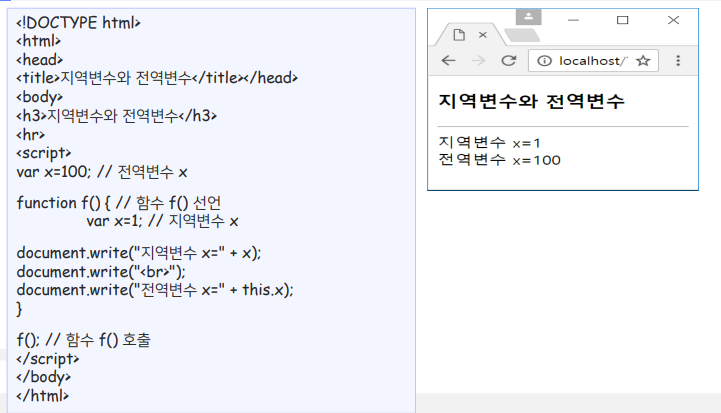 <!DOCTYPE html>
<html>
<head>
<title>지역변수와 전역변수</title></head>
<body>
<h3>지역변수와 전역변수</h3>
<hr>
<script>
var x=100; // 전역변수 x
function f() { // 함수 f() 선언
var x=1; // 지역변수 x
document.write("지역변수 x=" + x);
document.write("<br>");
document.write("전역변수 x=" + this.x);
}
f(); // 함수 f() 호출
</script>
</body>
</html>
localhost/
지역변수와 전역변수
지역변수 x=1
전역변수 x=100